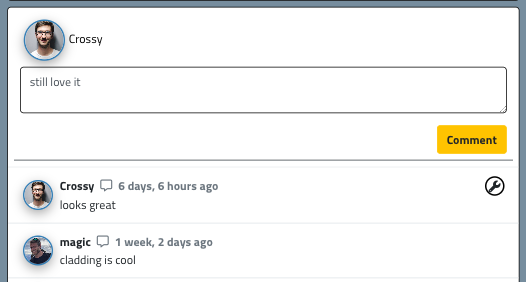 Crossy
still love it
Comment
Crossy 6 days, 6 hours ago
looks great
magic 1 week, 2 days ago
cladding is cool